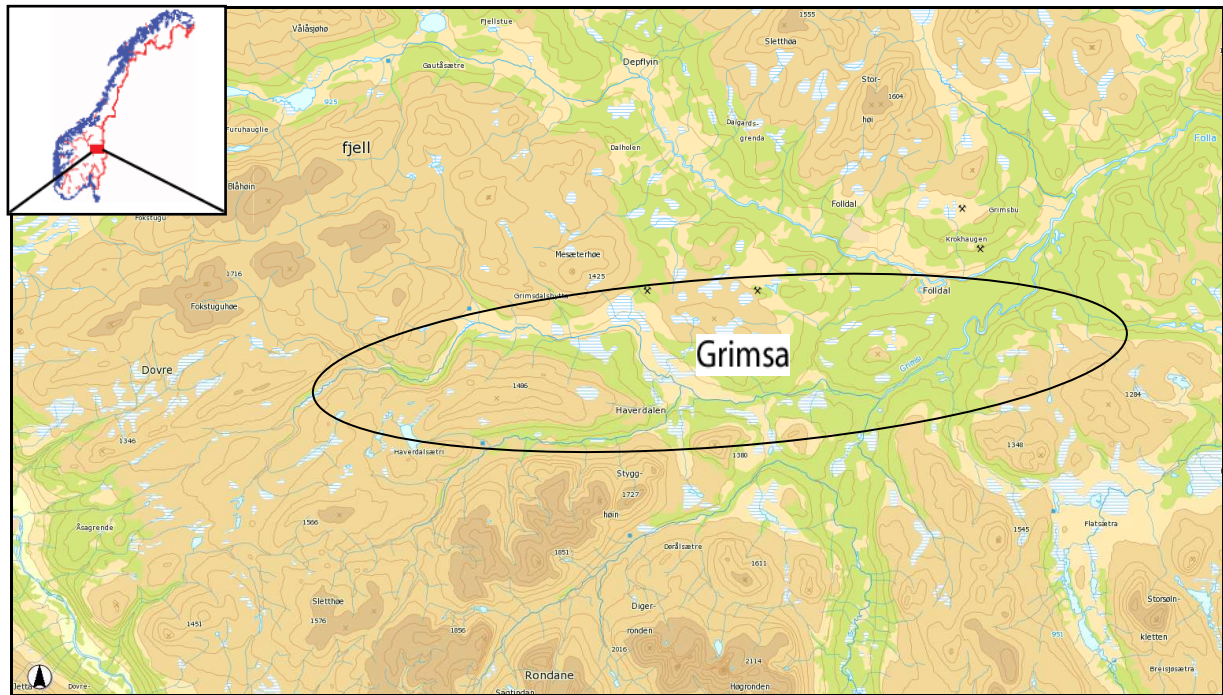 1555
Vålåsjøho
Fjellstue
Sletthøa
Gautåsætre
Depflyin
925
Stor-
1604
høi
Furuhauglie
Dalgards-
grenda
Folla
fjell
Dalholen
Blåhøin
Folldal
Grimsbu
Fokstugu
Krokhaugen
Mesæterhøe
1716
1425
Folldal
Grimsdalshytta
Fokstuguhøe
Grimsa
Dovre
Grimsi
1486
1284
Haverdalen
1346
1348
Haverdalsætri
1380
Stygg-
1727
høin
1566
Åsagrende
Flatsætra
1545
1851
Dørålsætre
1611
Sletthøe
1576
Diger-
ronden
Storsøln-
kletten
1451
1856
951
2016
2114
Rondane
Breisjøsætra
Høgronden
Dovre-
Sagtindan